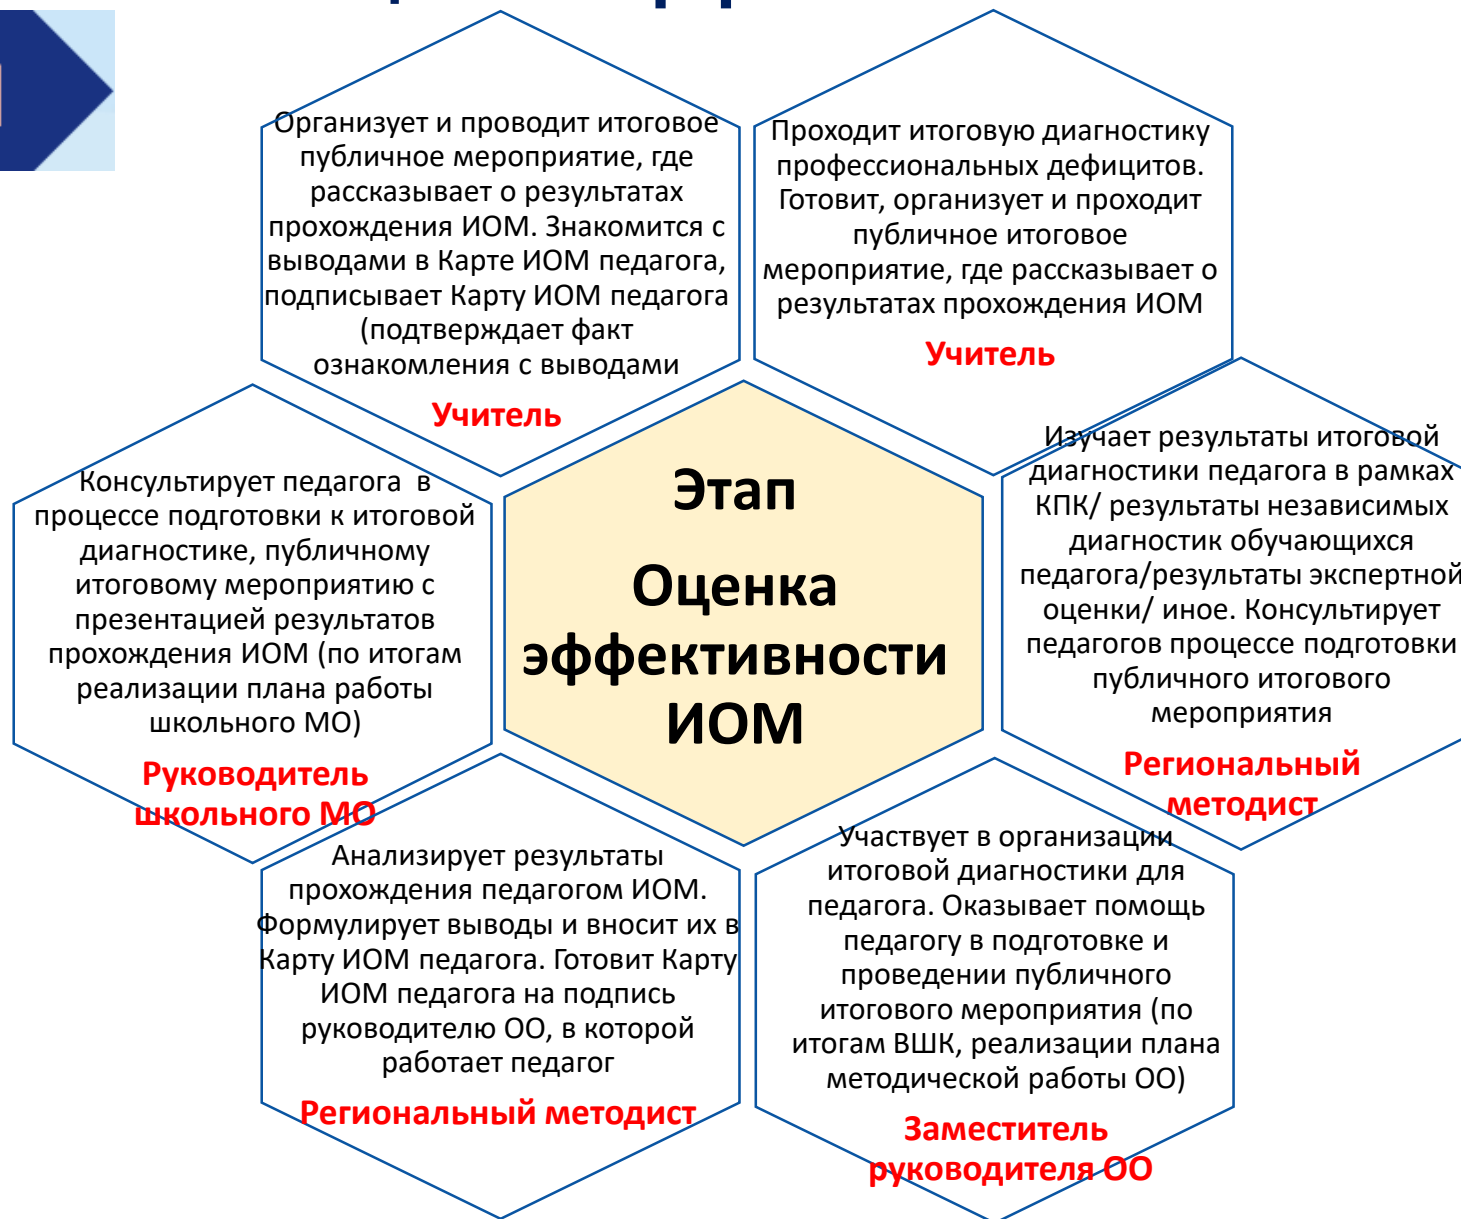 Организует и проводит итоговое
публичное мероприятие, где
рассказывает о результатах
прохождения ИОМ. Знакомится с
выводами в Карте ИОМ педагога,
подписывает Карту ИОМ педагога
(подтверждает факт
ознакомления с выводами
Учитель
Проходит итоговую диагностику
профессиональных дефицитов.
Готовит, организует и проходит
публичное итоговое
мероприятие, где рассказывает о
результатах прохождения ИОМ
Учитель
Консультирует педагога в
процессе подготовки к итоговой
диагностике, публичному
итоговому мероприятию с
презентацией результатов
прохождения ИОМ (по итогам
реализации плана работы
школьного МО)
Руководитель
школьного МО
Этап
Оценка
эффективности
ИОМ
Изучает результаты итоговой
диагностики педагога в рамках
КПК/ результаты независимых
диагностик обучающихся
педагога/результаты экспертной
оценки/ иное. Консультирует
педагогов процессе подготовки
публичного итогового
мероприятия
Региональный
методист
Анализирует результаты
прохождения педагогом ИОМ.
Формулирует выводы и вносит их в
Карту ИОМ педагога. Готовит Карту
ИОМ педагога на подпись
руководителю ОО, в которой
работает педагог
Региональный методист
Участвует в организации
итоговой диагностики для
педагога. Оказывает помощь
педагогу в подготовке и
проведении публичного
итогового мероприятия (по
итогам ВШК, реализации плана
методической работы ОО)
Заместитель
руководителя ОО